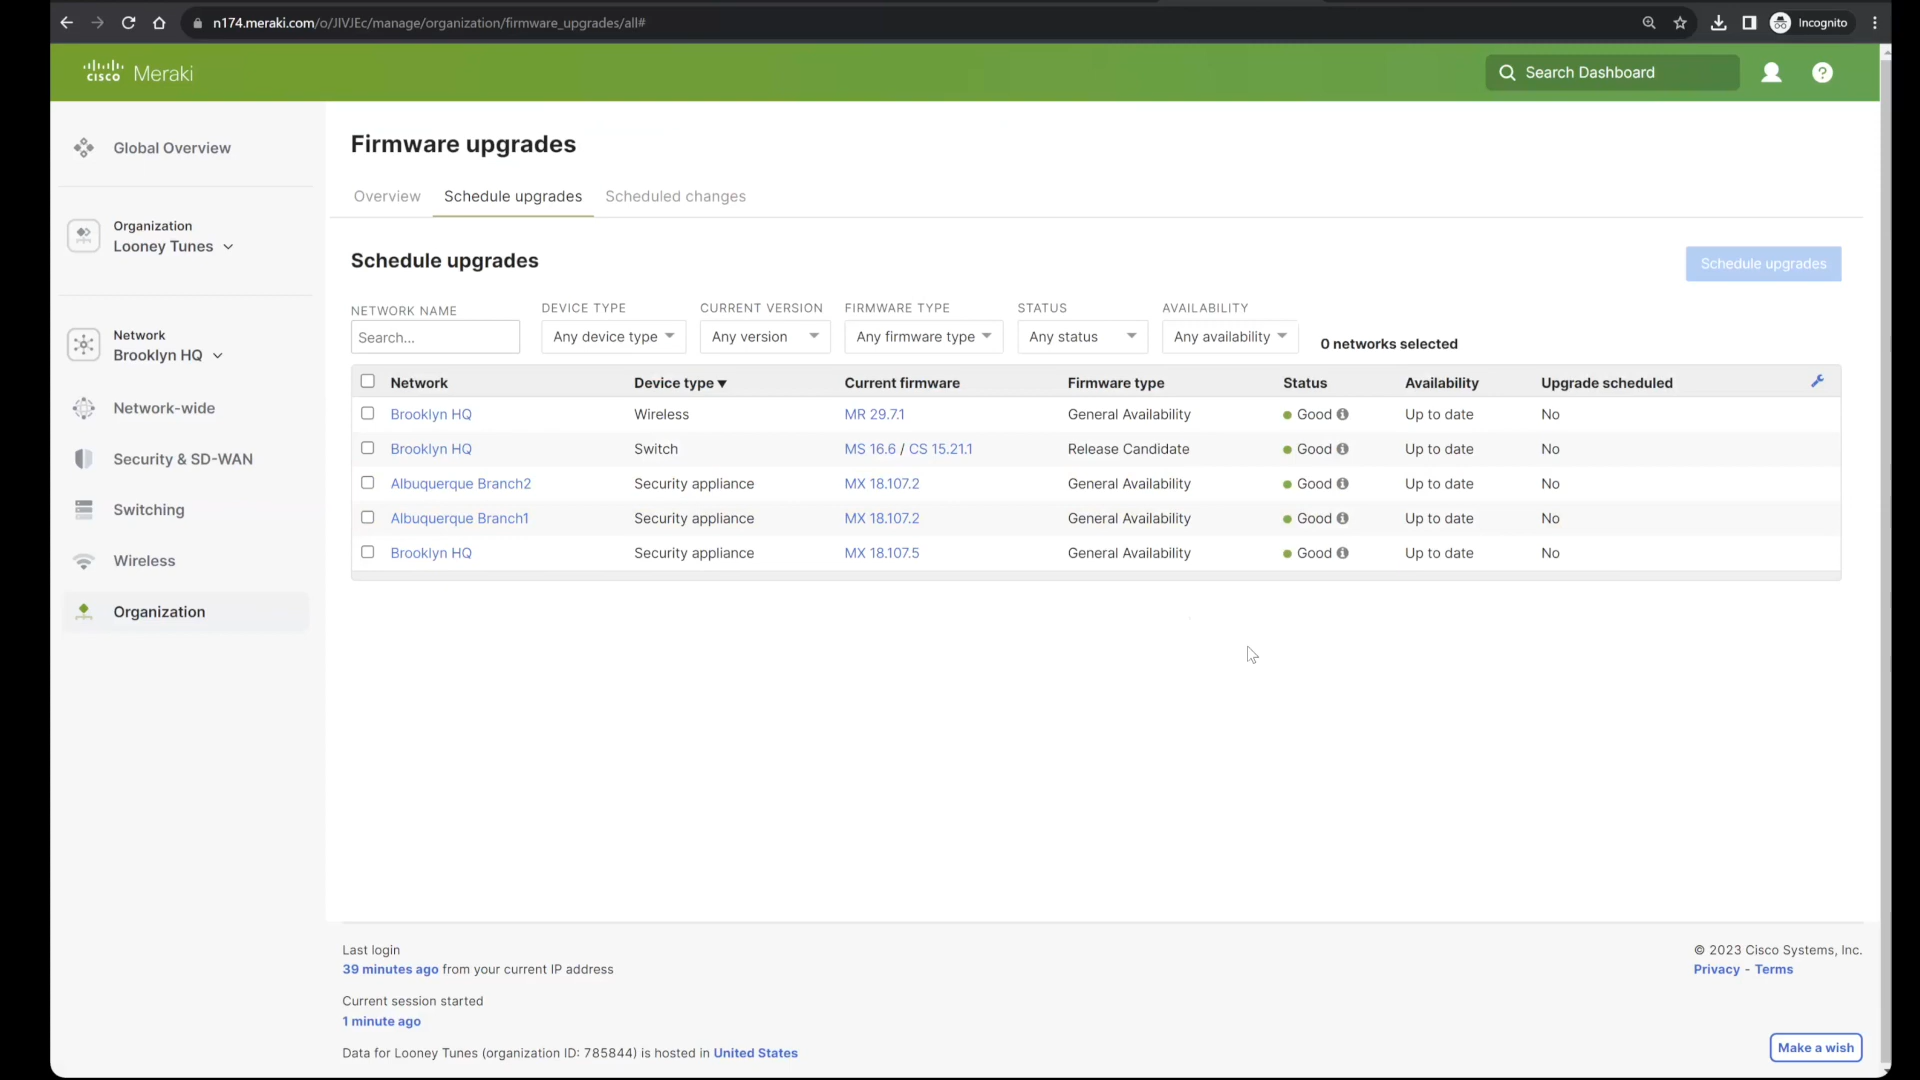 n174.meraki.com/o/JIVJEc/manage/organization/firmware_upgrades/all#
Incognito
CISCO Meraki
Search Dashboard
Global Overview
Organization
Looney Tunes
Network
Brooklyn HQ
Network-wide
Security & SD-WAN
Switching
Wireless
Organization
Firmware upgrades
Overview Schedule upgrades Scheduled changes
Schedule upgrades
Schedule upgrades
NETWORK NAME DEVICE TYPE CURRENT VERSION FIRMWARE TYPE STATUS AVAILABILITY
Search... Any device type Any version Any firmware type Any status Any availability 0 networks selected
Network Device type ▼ Current firmware Firmware type Status Availability Upgrade scheduled
Brooklyn HQ Wireless MR 29.7.1 General Availability Good Up to date No
Brooklyn HQ Switch MS 16.6 / CS 15.21.1 Release Candidate Good Up to date No
Albuquerque Branch2 Security appliance MX 18.107.2 General Availability Good Up to date No
Albuquerque Branch1 Security appliance MX 18.107.2 General Availability Good Up to date No
Brooklyn HQ Security appliance MX 18.107.5 General Availability Good Up to date No
Last login
39 minutes ago from your current IP address
Current session started
1 minute ago
Data for Looney Tunes (organization ID: 785844) is hosted in United States
© 2023 Cisco Systems, Inc.
Privacy - Terms
Make a wish